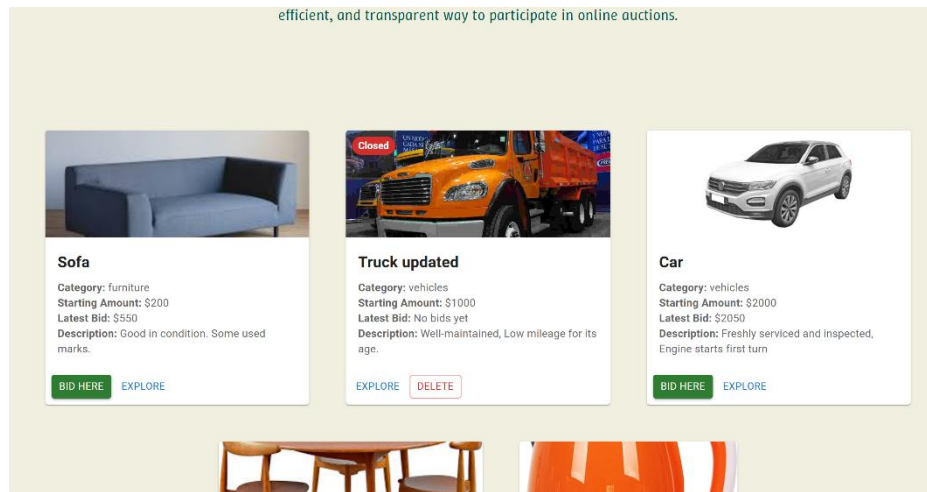 efficient, and transparent way to participate in online auctions.
Closed
Sofa
Category: furniture
Starting Amount: $200
Latest Bid: $550
Description: Good in condition. Some used
marks.
BID HERE EXPLORE
Truck updated
Category: vehicles
Starting Amount: $1000
Latest Bid: No bids yet
Description: Well-maintained, Low mileage for its
age.
EXPLORE DELETE
Car
Category: vehicles
Starting Amount: $2000
Latest Bid: $2050
Description: Freshly serviced and inspected,
Engine starts first turn
BID HERE EXPLORE